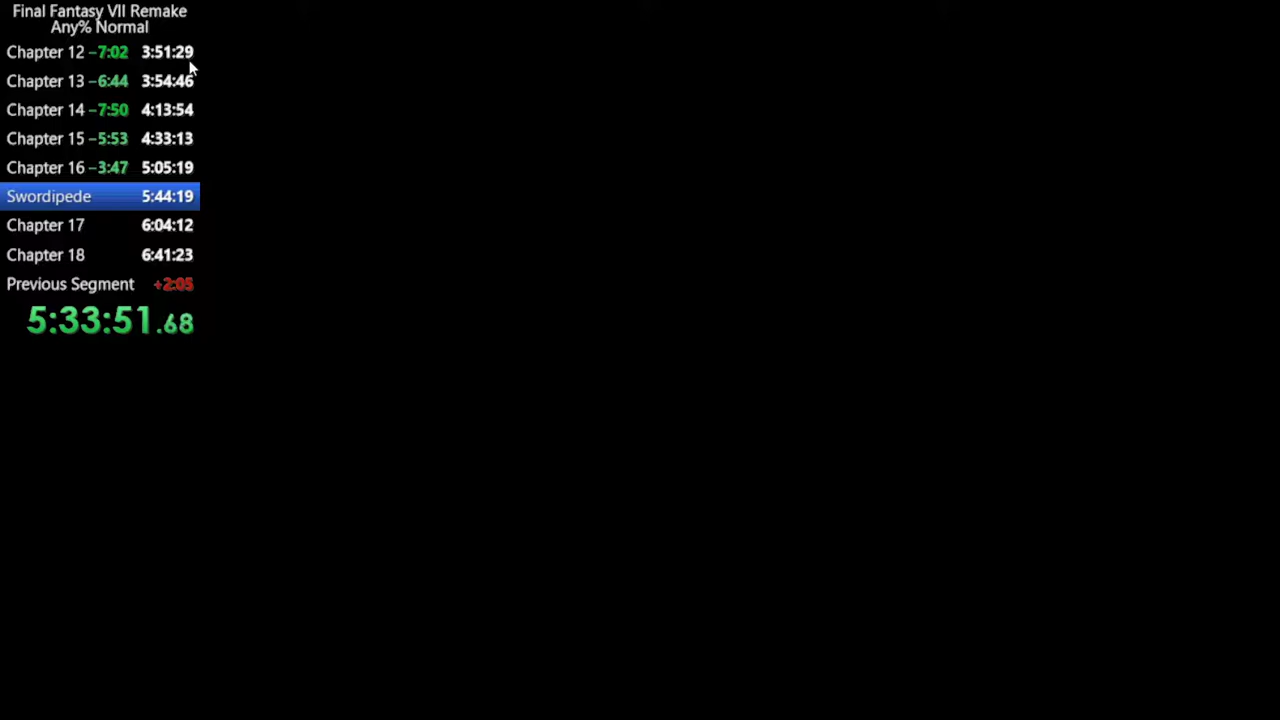 Final Fantasy VII Remake
Any% Normal
Chapter 12 -7:02 3:51:29
Chapter 13 -6:44 3:54:46
Chapter 14 -7:50 4:13:54
Chapter 15 -5:53 4:33:13
Chapter 16 -3:47 5:05:19
Swordipede 5:44:19
Chapter 17 6:04:12
Chapter 18 6:41:23
Previous Segment +2:05
5:33:51.68